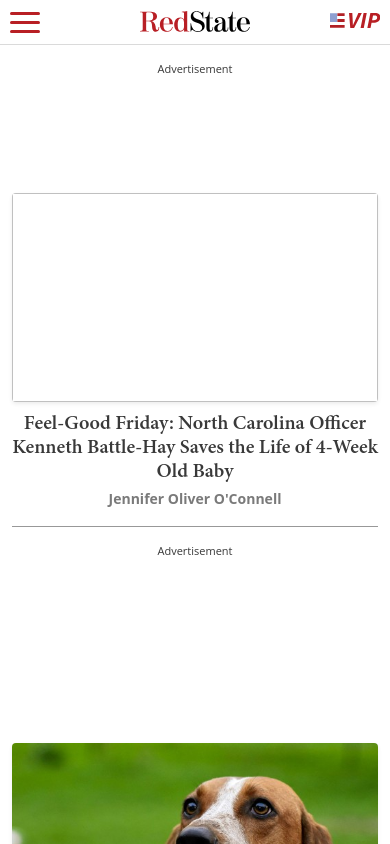 RedState
VIP
Advertisement
Feel-Good Friday: North Carolina Officer
Kenneth Battle-Hay Saves the Life of 4-Week
Old Baby
Jennifer Oliver O'Connell
Advertisement